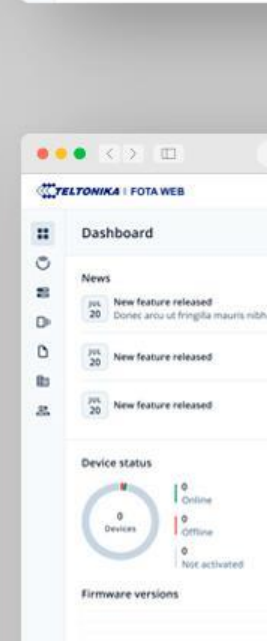 TELTONIKA | FOTA WEB
Dashboard
News
JUL
20
New feature released
Donec arcu ut fringilla mauris nibh
JUL
20
New feature released
JUL
20
New feature released
Device status
0
Devices
0
Online
0
Offline
0
Not activated
Firmware versions